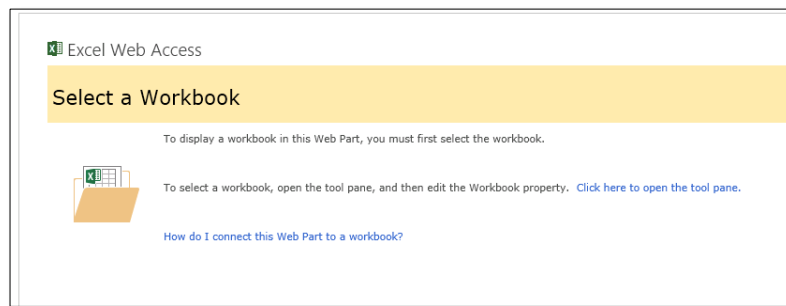 Excel Web Access
Select a Workbook
To display a workbook in this Web Part, you must first select the workbook.
To select a workbook, open the tool pane, and then edit the Workbook property. Click here to open the tool pane.
How do I connect this Web Part to a workbook?